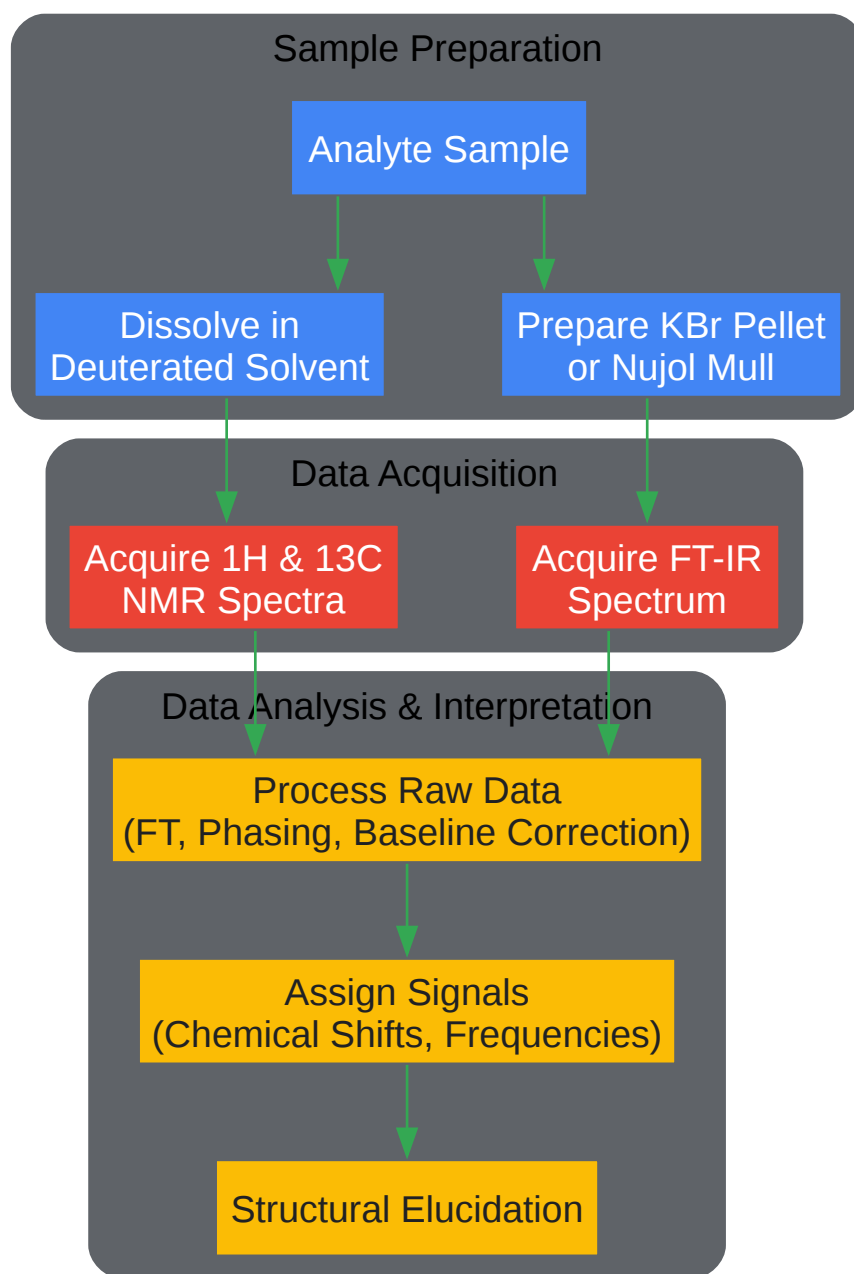 Sample Preparation
Analyte Sample
Dissolve in
Deuterated Solvent
Prepare KBr Pellet
or Nujol Mull
Data Acquisition
Acquire 1H & 13C
NMR Spectra
Acquire FT-IR
Spectrum
Data Analysis & Interpretation
Process Raw Data
(FT, Phasing, Baseline Correction)
Assign Signals
(Chemical Shifts, Frequencies)
Structural Elucidation